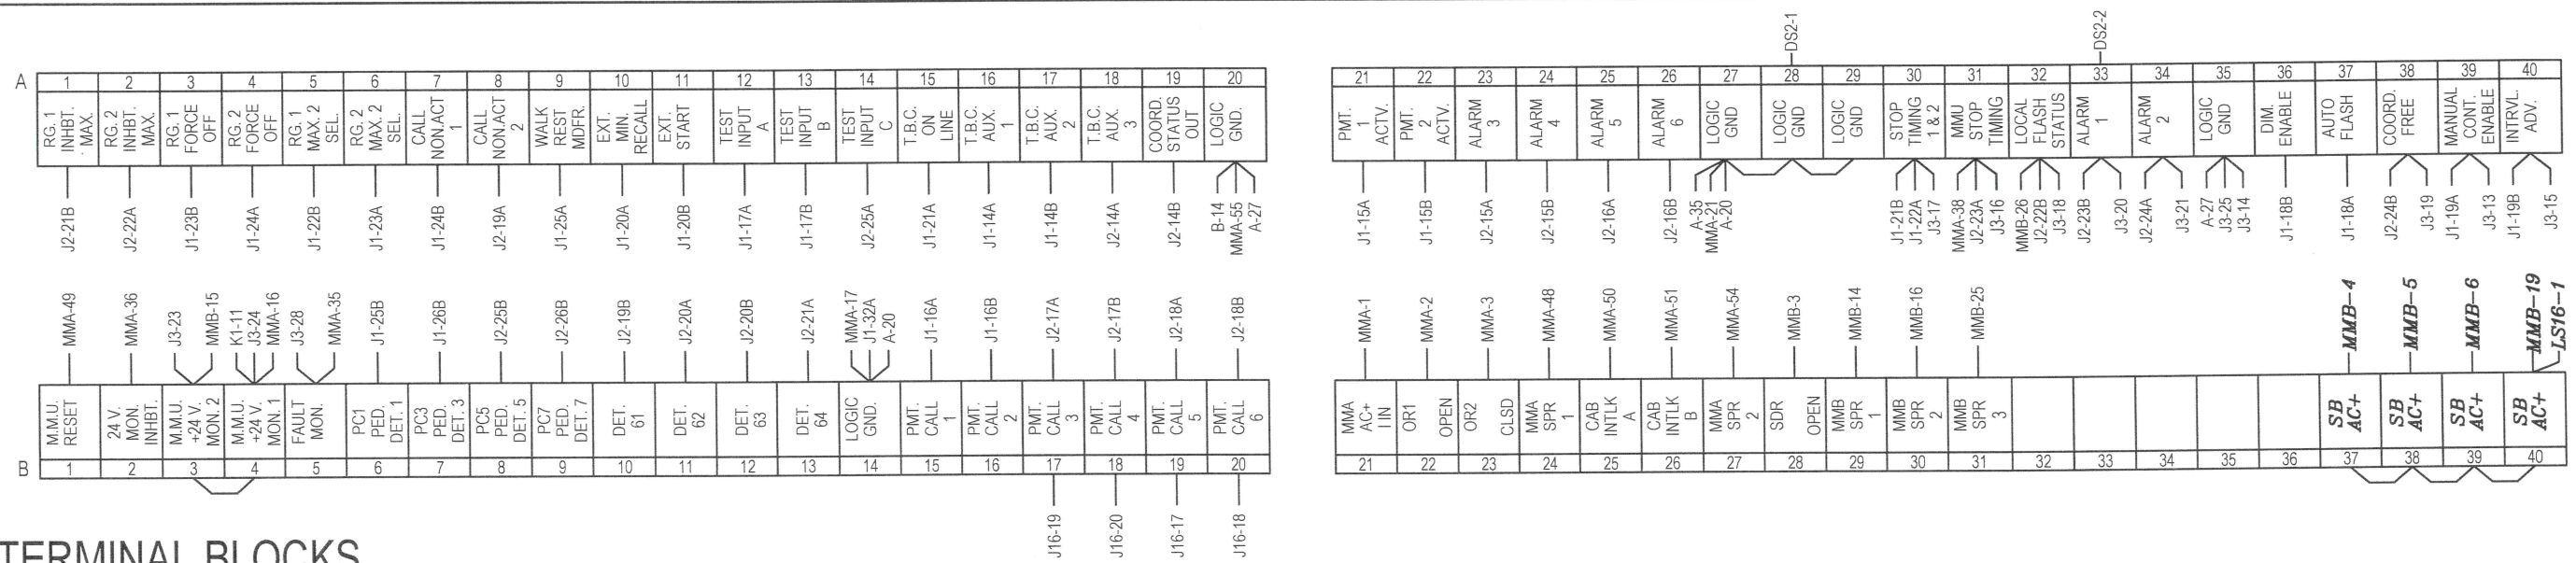 DS2-1 DS2-2
A 1 2 3 4 5 6 7 8 9 10 11 12 13 14 15 16 17 18 19 20 21 22 23 24 25 26 27 28 29 30 31 32 33 34 35 36 37 38 39 40
RG. 1 INHBT. MAX.
RG. 2 INHBT. MAX.
RG. 1 FORCE OFF
RG. 2 FORCE OFF
RG. 1 MAX. 2 SEL.
RG. 2 MAX. 2 SEL.
CALL NON.ACT 1
CALL NON.ACT 2
WALK REST MDFR.
EXT. MIN. RECALL
EXT. START
TEST INPUT A
TEST INPUT B
TEST INPUT C
T.B.C. ON LINE
T.B.C. AUX. 1
T.B.C. AUX. 2
T.B.C. AUX. 3
COORD. STATUS OUT
LOGIC GND.
PMT. 1 ACTV.
PMT. 2 ACTV.
ALARM 3
ALARM 4
ALARM 5
ALARM 6
LOGIC GND
LOGIC GND
LOGIC GND
STOP TIMING 1 & 2
MMU STOP TIMING
LOCAL FLASH STATUS
ALARM 1
ALARM 2
LOGIC GND
DIM. ENABLE
AUTO FLASH
COORD. FREE
MANUAL CONT. ENABLE
INTRVL. ADV.
J2-21B
J2-22A
J1-23B
J1-24A
J1-22B
J1-23A
J1-24B
J2-19A
J1-25A
J1-20A
J1-20B
J1-17A
J1-17B
J2-25A
J1-21A
J1-14A
J1-14B
J2-14A
J2-14B
B-14 MMA-55 A-27
J1-15A
J1-15B
J2-15A
J2-15B
J2-16A
J2-16B
A-35 MMA-21 A-20
J1-21B J1-22A J3-17
MMA-38 J2-23A J3-16
MMB-26 J2-22B J3-18
J2-23B J3-20
J2-24A J3-21
A-27 J3-25 J3-14
J1-18B
J1-18A
J2-24B J3-19
J1-19A J3-13
J1-19B J3-15
MMA-49
MMA-36
J3-23 MMB-15
K1-11 J3-24 MMA-16
J3-28 MMA-35
J1-25B
J1-26B
J2-25B
J2-26B
J2-19B
J2-20A
J2-20B
J2-21A
MMA-17 J1-32A A-20
J1-16A
J1-16B
J2-17A
J2-17B
J2-18A
J2-18B
MMA-1
MMA-2
MMA-3
MMA-48
MMA-50
MMA-51
MMA-54
MMB-3
MMB-14
MMB-16
MMB-25
MMB-4
MMB-5
MMB-6
MMB-19 LS16-1
M.M.U. RESET
24 V. MON. INHBT.
M.M.U. +24 V. MON. 2
M.M.U. +24 V. MON. 1
FAULT MON.
PC1 PED. DET. 1
PC3 PED. DET. 3
PC5 PED. DET. 5
PC7 PED. DET. 7
DET. 61
DET. 62
DET. 63
DET. 64
LOGIC GND.
PMT. CALL 1
PMT. CALL 2
PMT. CALL 3
PMT. CALL 4
PMT. CALL 5
PMT. CALL 6
MMA AC+ IN
OR1 OPEN
OR2 CLSD
MMA SPR 1
CAB INTLK A
CAB INTLK B
MMA SPR 2
SDR OPEN
MMB SPR 1
MMB SPR 2
MMB SPR 3
SB AC+
SB AC+
SB AC+
SB AC+
B 1 2 3 4 5 6 7 8 9 10 11 12 13 14 15 16 17 18 19 20 21 22 23 24 25 26 27 28 29 30 31 32 33 34 35 36 37 38 39 40
J16-19
J16-20
J16-17
J16-18
TERMINAL BLOCKS